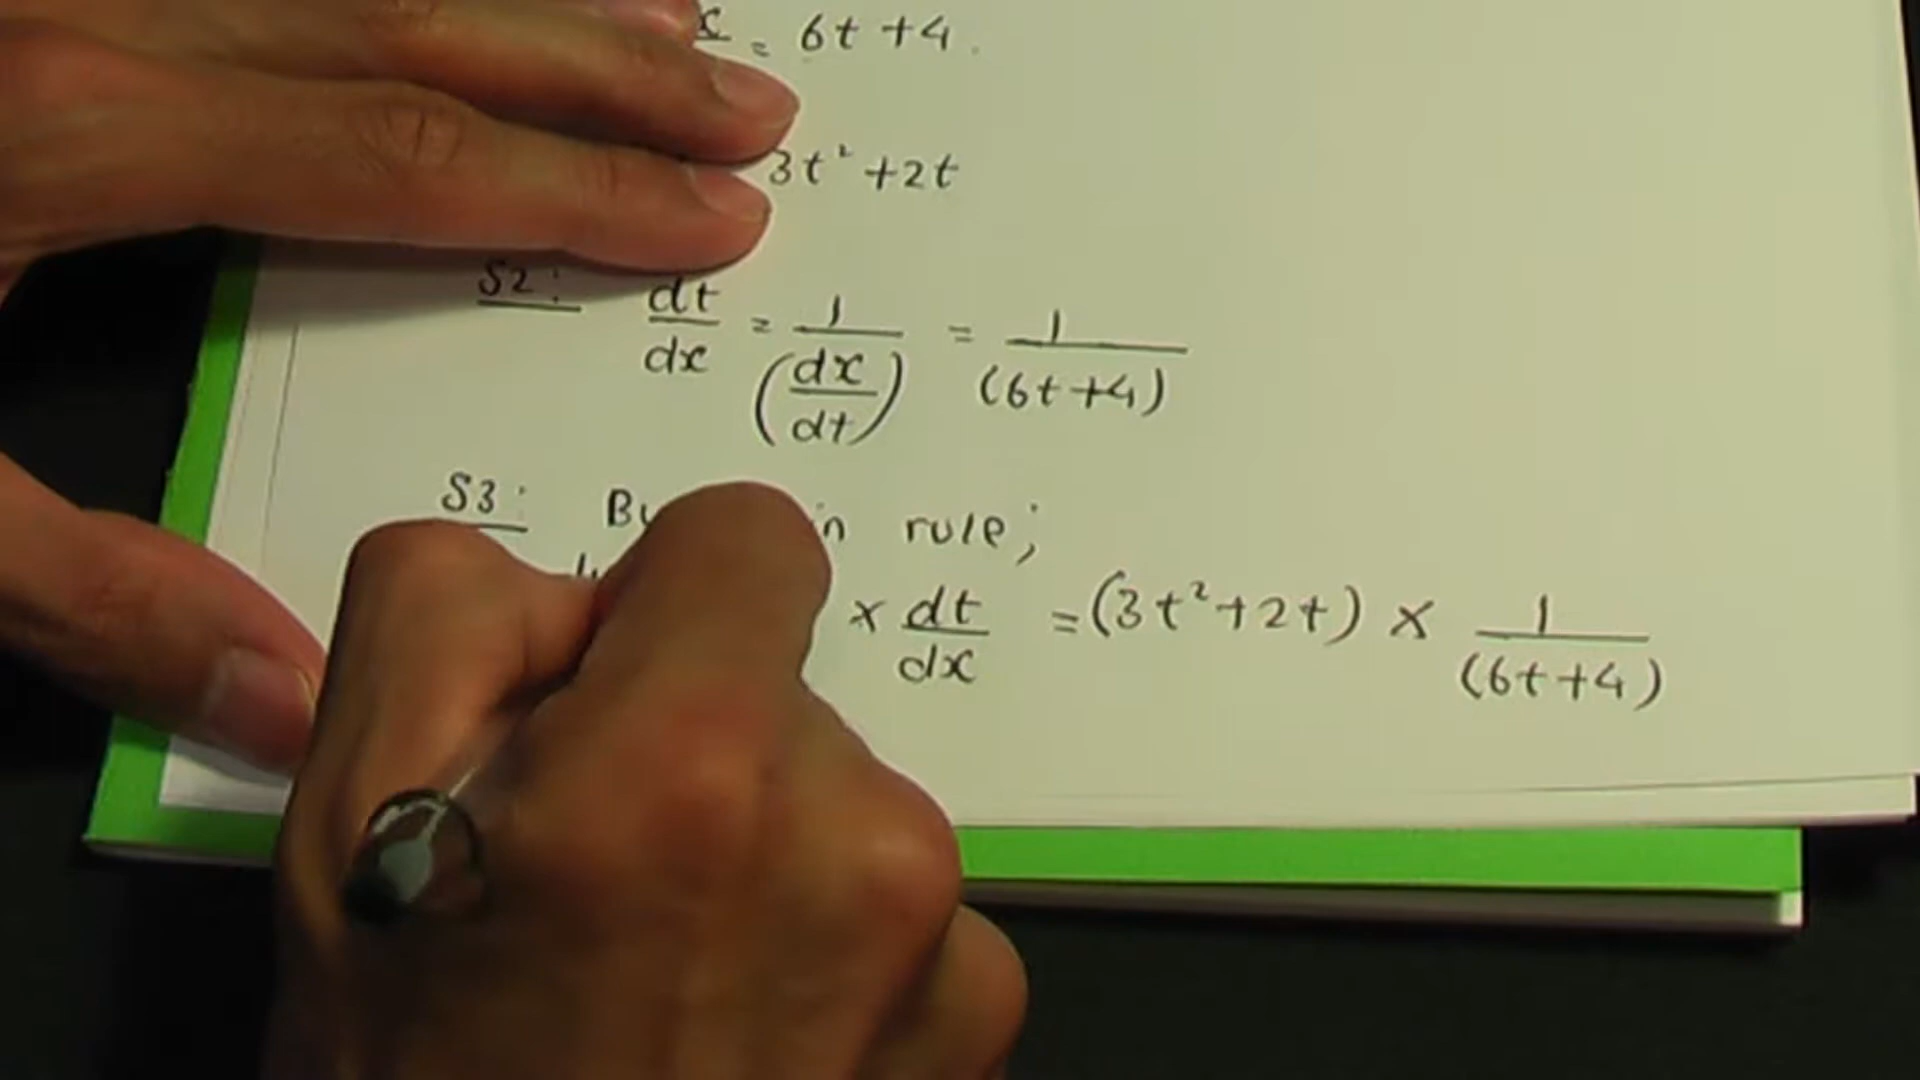 x = 6t + 4
3t² + 2t
S2: dt/dx = 1/(dx/dt) = 1/(6t+4)
S3: By rule;
× dt/dx = (3t² + 2t) × 1/(6t+4)